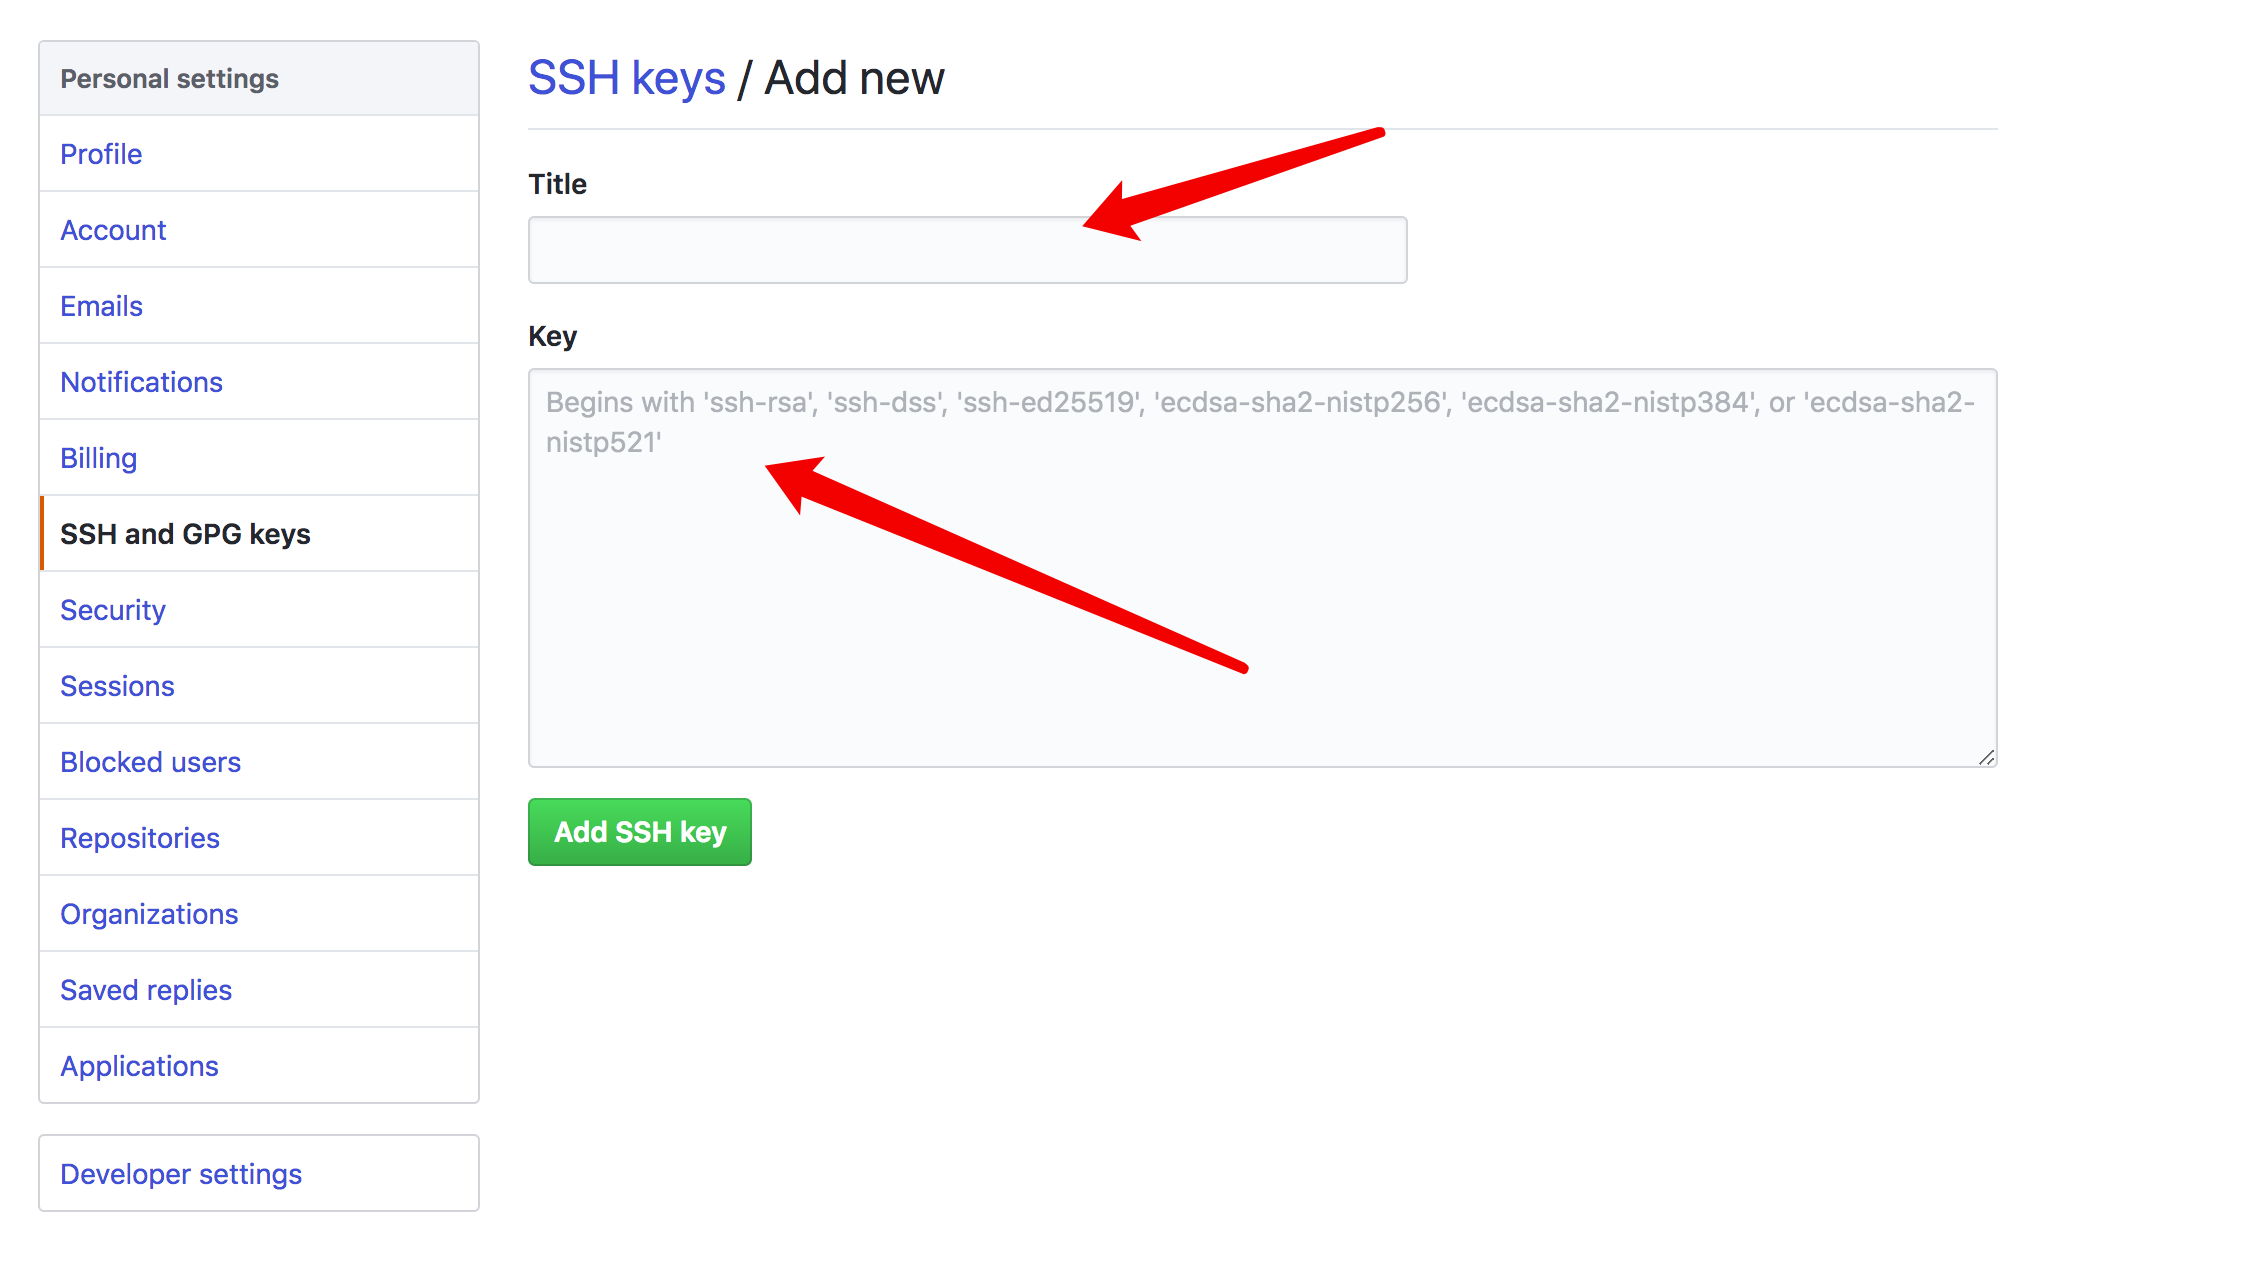 Personal settings
Profile
Account
Emails
Notifications
Billing
SSH and GPG keys
Security
Sessions
Blocked users
Repositories
Organizations
Saved replies
Applications
Developer settings
SSH keys / Add new
Title
Key
Begins with 'ssh-rsa', 'ssh-dss', 'ssh-ed25519', 'ecdsa-sha2-nistp256', 'ecdsa-sha2-nistp384', or 'ecdsa-sha2-
nistp521'
Add SSH key